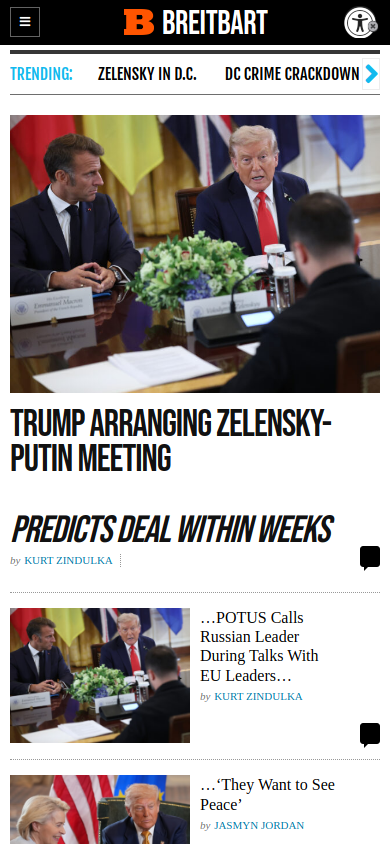 BREITBART
TRENDING:
ZELENSKY IN D.C.
DC CRIME CRACKDOWN
TRUMP ARRANGING ZELENSKY-
PUTIN MEETING
PREDICTS DEAL WITHIN WEEKS
by KURT ZINDULKA
…POTUS Calls
Russian Leader
During Talks With
EU Leaders…
by KURT ZINDULKA
…‘They Want to See
Peace’
by JASMYN JORDAN